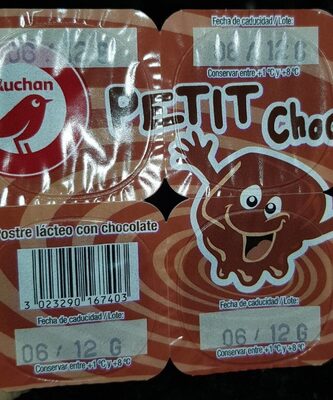 Fecha de caducidad / Lote:
06 / 12 G
06 / 12 G
Conservar entre +1 °C y +8 °C
Auchan
PETIT Choc
Postre lácteo con chocolate
3 023290 167403
Fecha de caducidad / Lote:
Fecha de caducidad / Lote:
06 / 12 G
06 / 12 G
Conservar entre +1 °C y +8 °C
Conservar entre +1 °C y +8 °C